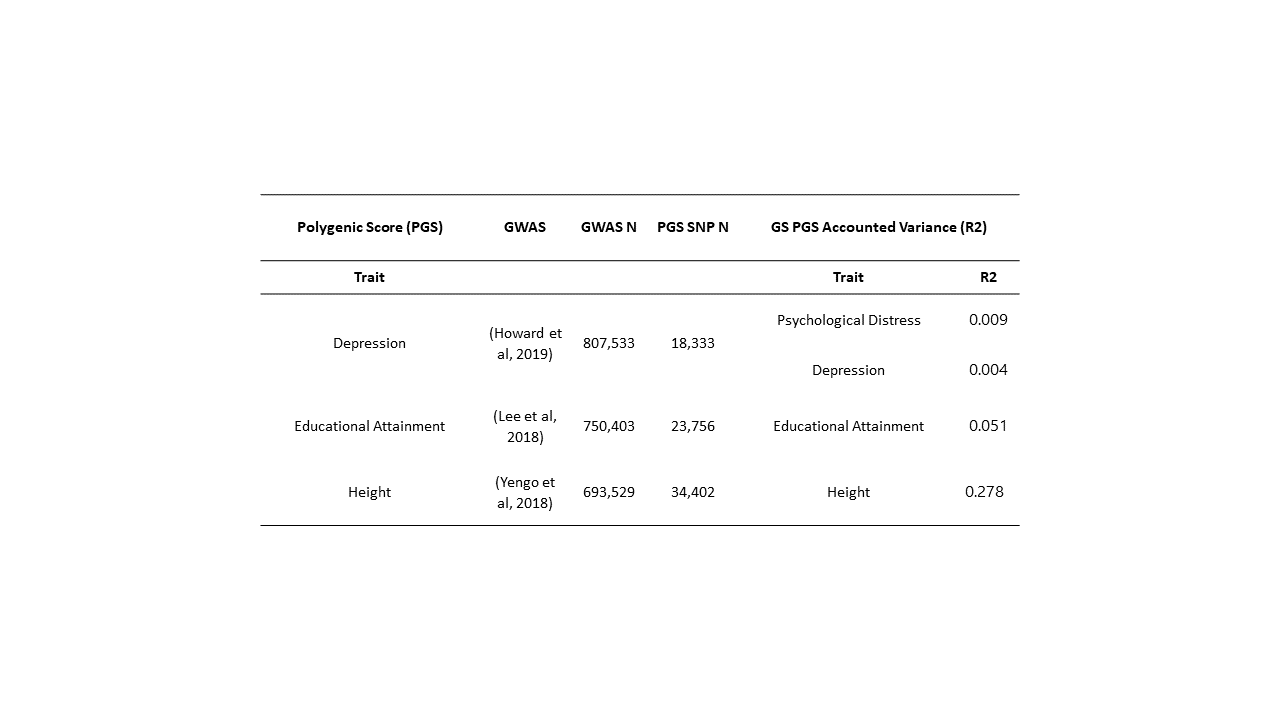 Polygenic Score (PGS) GWAS GWAS N PGS SNP N GS PGS Accounted Variance (R2)
Trait Trait R2
Psychological Distress 0.009
Depression (Howard et al, 2019) 807,533 18,333
Depression 0.004
Educational Attainment (Lee et al, 2018) 750,403 23,756 Educational Attainment 0.051
Height (Yengo et al, 2018) 693,529 34,402 Height 0.278